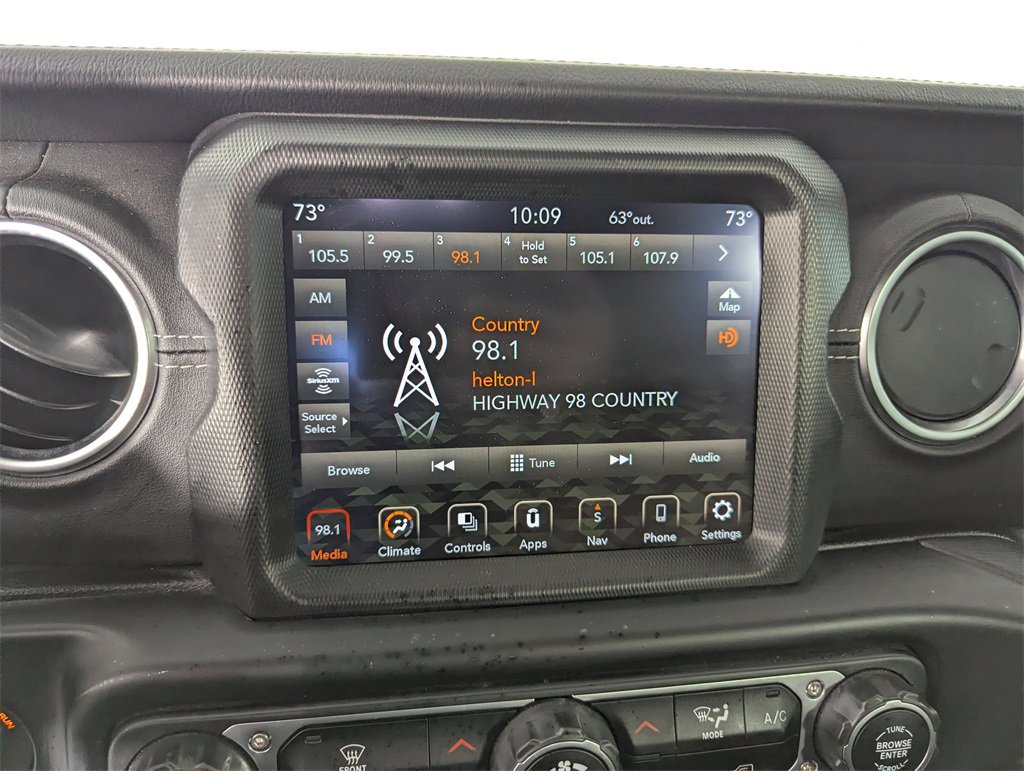 73° 10:09 63°out. 73°
1 105.5 2 99.5 3 98.1 4 Hold to Set 5 105.1 6 107.9
AM
Map
FM
HD
Country
98.1
SiriusXM
helton-I
HIGHWAY 98 COUNTRY
Source
Select
Browse Tune Audio
98.1 S
Media Climate Controls Apps Nav Phone Settings
RUN
FRONT
MODE
A/C
TUNE
BROWSE
ENTER
SCROLL